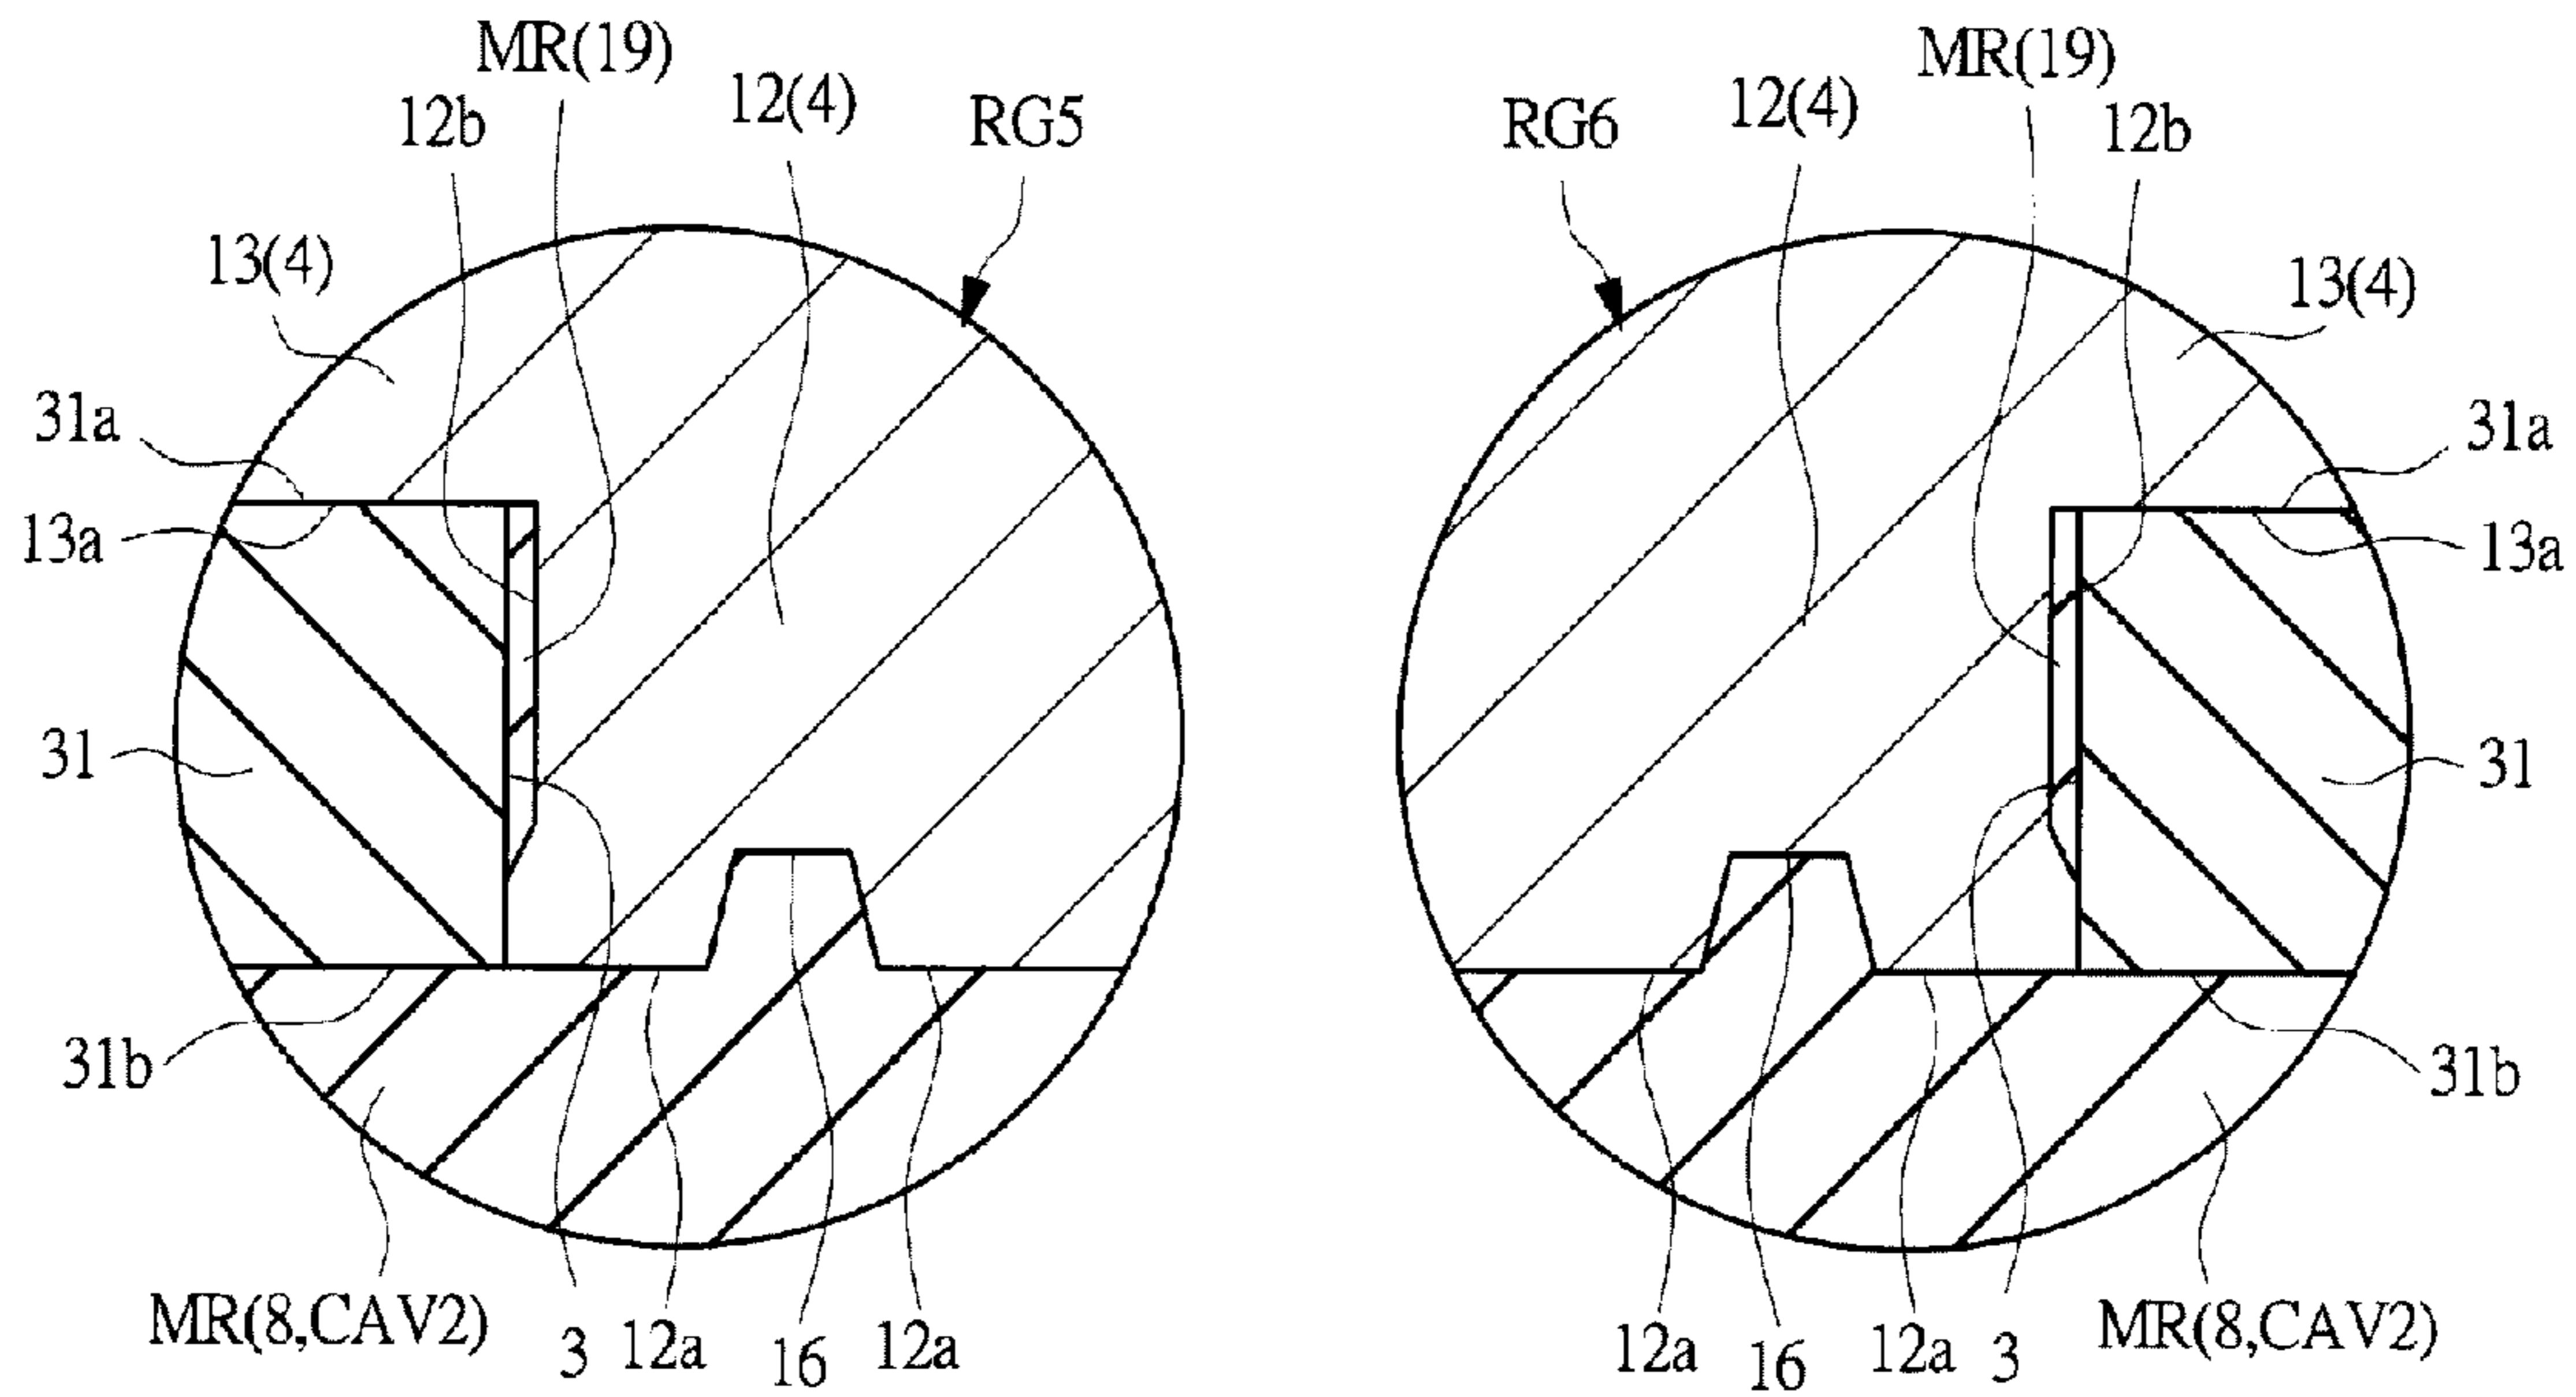 MR(19)
12b
12(4)
RG5
13(4)
31a
13a
31
31b
MR(8,CAV2)
3
12a
16
12a
MR(19)
RG6
12(4)
12b
13(4)
31a
13a
31
31b
12a
16
12a
3
MR(8,CAV2)